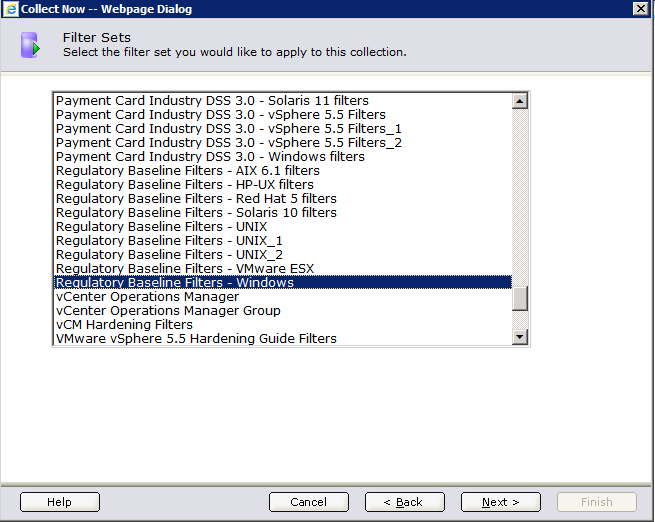 Collect Now -- Webpage Dialog
Filter Sets
Select the filter set you would like to apply to this collection.
Payment Card Industry DSS 3.0 - Solaris 11 filters
Payment Card Industry DSS 3.0 - vSphere 5.5 Filters
Payment Card Industry DSS 3.0 - vSphere 5.5 Filters_1
Payment Card Industry DSS 3.0 - vSphere 5.5 Filters_2
Payment Card Industry DSS 3.0 - Windows filters
Regulatory Baseline Filters - AIX 6.1 filters
Regulatory Baseline Filters - HP-UX filters
Regulatory Baseline Filters - Red Hat 5 filters
Regulatory Baseline Filters - Solaris 10 filters
Regulatory Baseline Filters - UNIX
Regulatory Baseline Filters - UNIX_1
Regulatory Baseline Filters - UNIX_2
Regulatory Baseline Filters - VMware ESX
Regulatory Baseline Filters - Windows
vCenter Operations Manager
vCenter Operations Manager Group
vCM Hardening Filters
VMware vSphere 5.5 Hardening Guide Filters
Help Cancel < Back Next > Finish